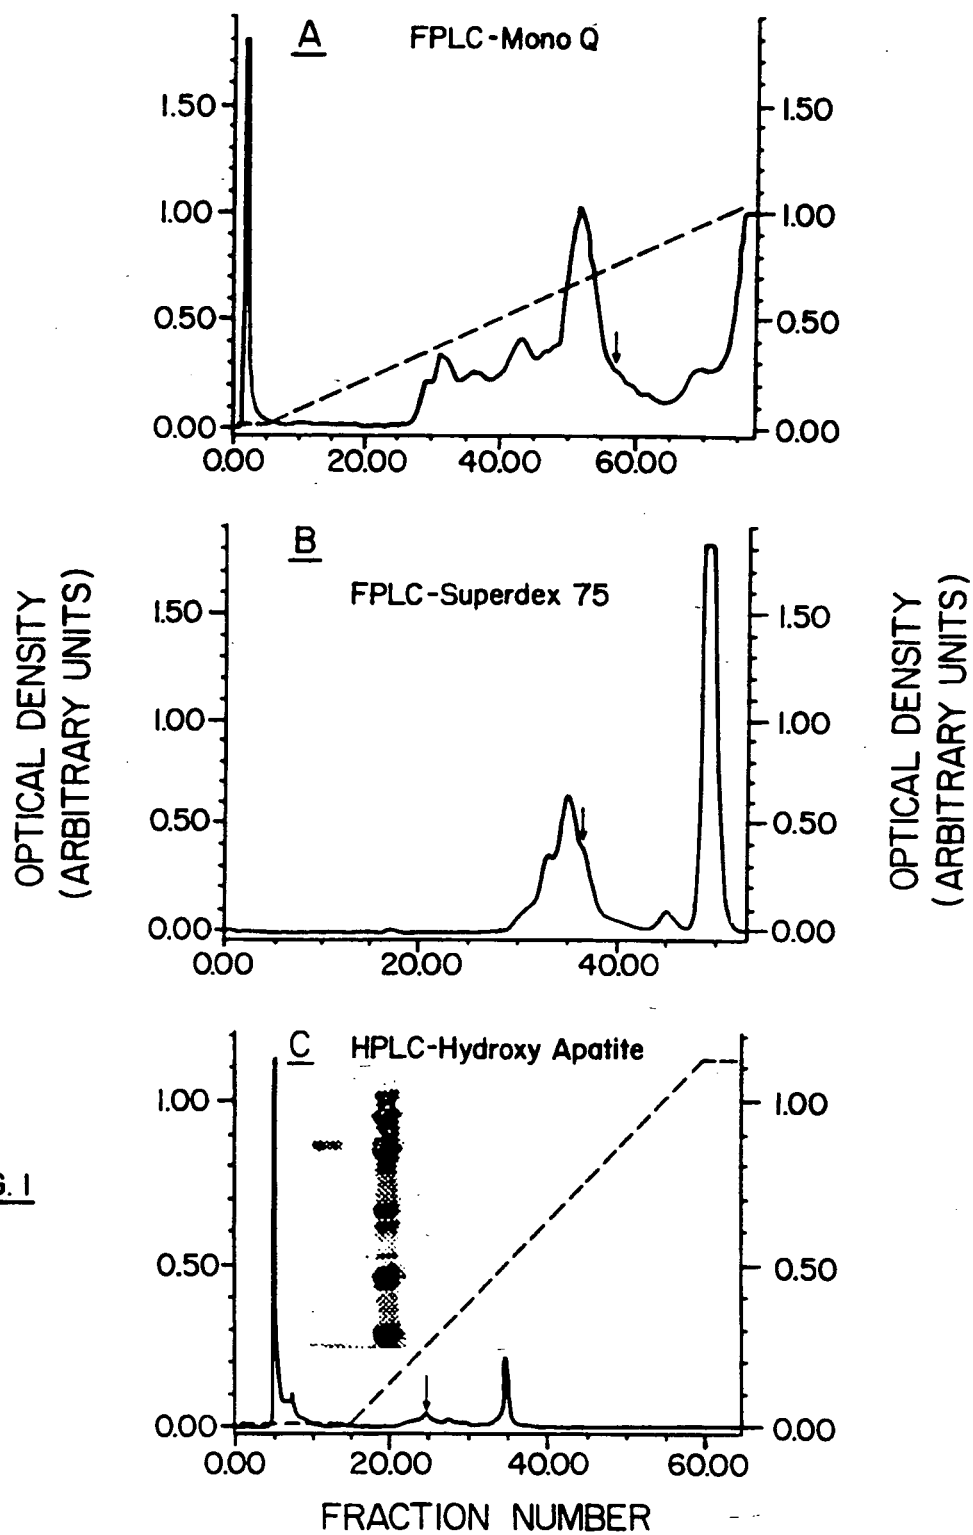 A FPLC-Mono Q
1.50 1.50
1.00 1.00
0.50 0.50
0.00 0.00
0.00 20.00 40.00 60.00
B
FPLC-Superdex 75
1.50 1.50
1.00 1.00
0.50 0.50
0.00 0.00
0.00 20.00 40.00
C HPLC-Hydroxy Apatite
1.00 1.00
0.50 0.50
0.00 0.00
0.00 20.00 40.00 60.00
OPTICAL DENSITY
(ARBITRARY UNITS)
OPTICAL DENSITY
(ARBITRARY UNITS)
G. 1
FRACTION NUMBER